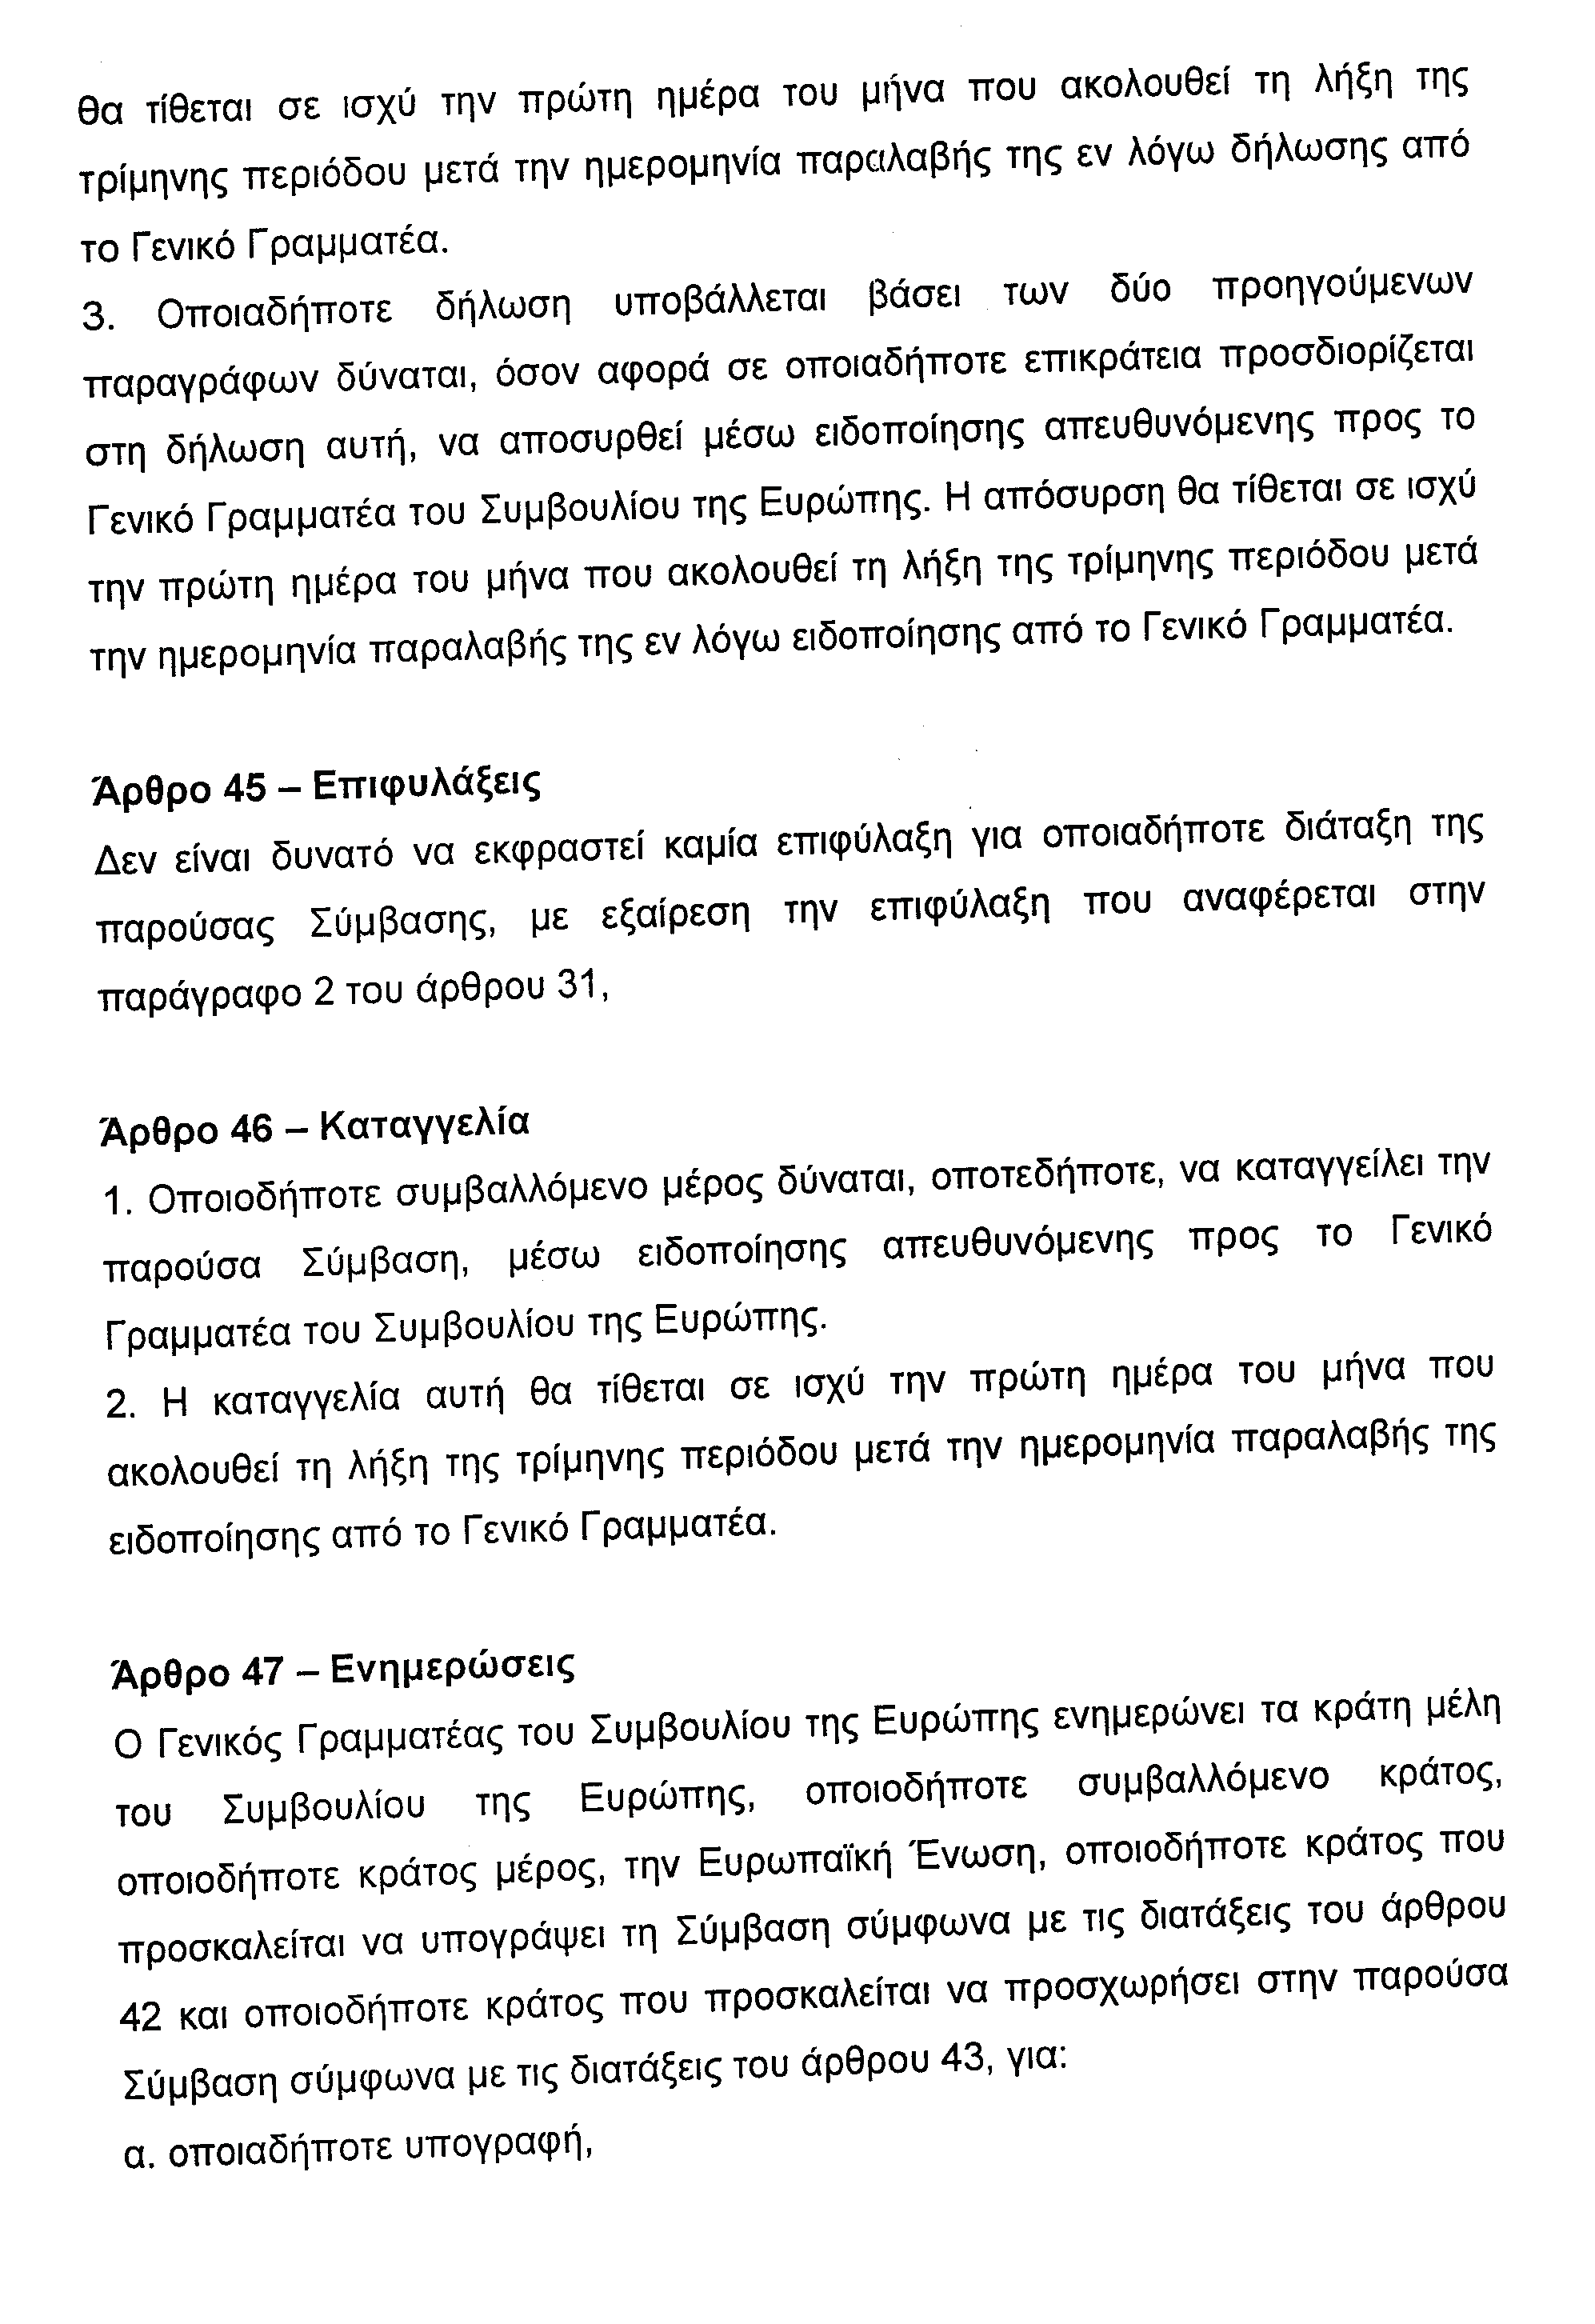 θα τίθεται σε ισχύ την πρώτη ημέρα του μήνα που ακολουθεί τη λήξη της
τρίμηνης περιόδου μετά την ημερομηνία παραλαβής της εν λόγω δήλωσης από
το Γενικό Γραμματέα.
3. Οποιαδήποτε δήλωση υποβάλλεται βάσει των δύο προηγούμενων
παραγράφων δύναται, όσον αφορά σε οποιαδήποτε επικράτεια προσδιορίζεται
στη δήλωση αυτή, να αποσυρθεί μέσω ειδοποίησης απευθυνόμενης προς το
Γενικό Γραμματέα του Συμβουλίου της Ευρώπης. Η απόσυρση θα τίθεται σε ισχύ
την πρώτη ημέρα του μήνα που ακολουθεί τη λήξη της τρίμηνης περιόδου μετά
την ημερομηνία παραλαβής της εν λόγω ειδοποίησης από το Γενικό Γραμματέα.
Άρθρο 45 – Επιφυλάξεις
Δεν είναι δυνατό να εκφραστεί καμία επιφύλαξη για οποιαδήποτε διάταξη της
παρούσας Σύμβασης, με εξαίρεση την επιφύλαξη που αναφέρεται στην
παράγραφο 2 του άρθρου 31,
Άρθρο 46 – Καταγγελία
1. Οποιοδήποτε συμβαλλόμενο μέρος δύναται, οποτεδήποτε, να καταγγείλει την
παρούσα Σύμβαση, μέσω ειδοποίησης απευθυνόμενης προς το Γενικό
Γραμματέα του Συμβουλίου της Ευρώπης.
2. Η καταγγελία αυτή θα τίθεται σε ισχύ την πρώτη ημέρα του μήνα που
ακολουθεί τη λήξη της τρίμηνης περιόδου μετά την ημερομηνία παραλαβής της
ειδοποίησης από το Γενικό Γραμματέα.
Άρθρο 47 – Ενημερώσεις
Ο Γενικός Γραμματέας του Συμβουλίου της Ευρώπης ενημερώνει τα κράτη μέλη
του Συμβουλίου της Ευρώπης, οποιοδήποτε συμβαλλόμενο κράτος,
οποιοδήποτε κράτος μέρος, την Ευρωπαϊκή Ένωση, οποιοδήποτε κράτος που
προσκαλείται να υπογράψει τη Σύμβαση σύμφωνα με τις διατάξεις του άρθρου
42 και οποιοδήποτε κράτος που προσκαλείται να προσχωρήσει στην παρούσα
Σύμβαση σύμφωνα με τις διατάξεις του άρθρου 43, για:
α. οποιαδήποτε υπογραφή,